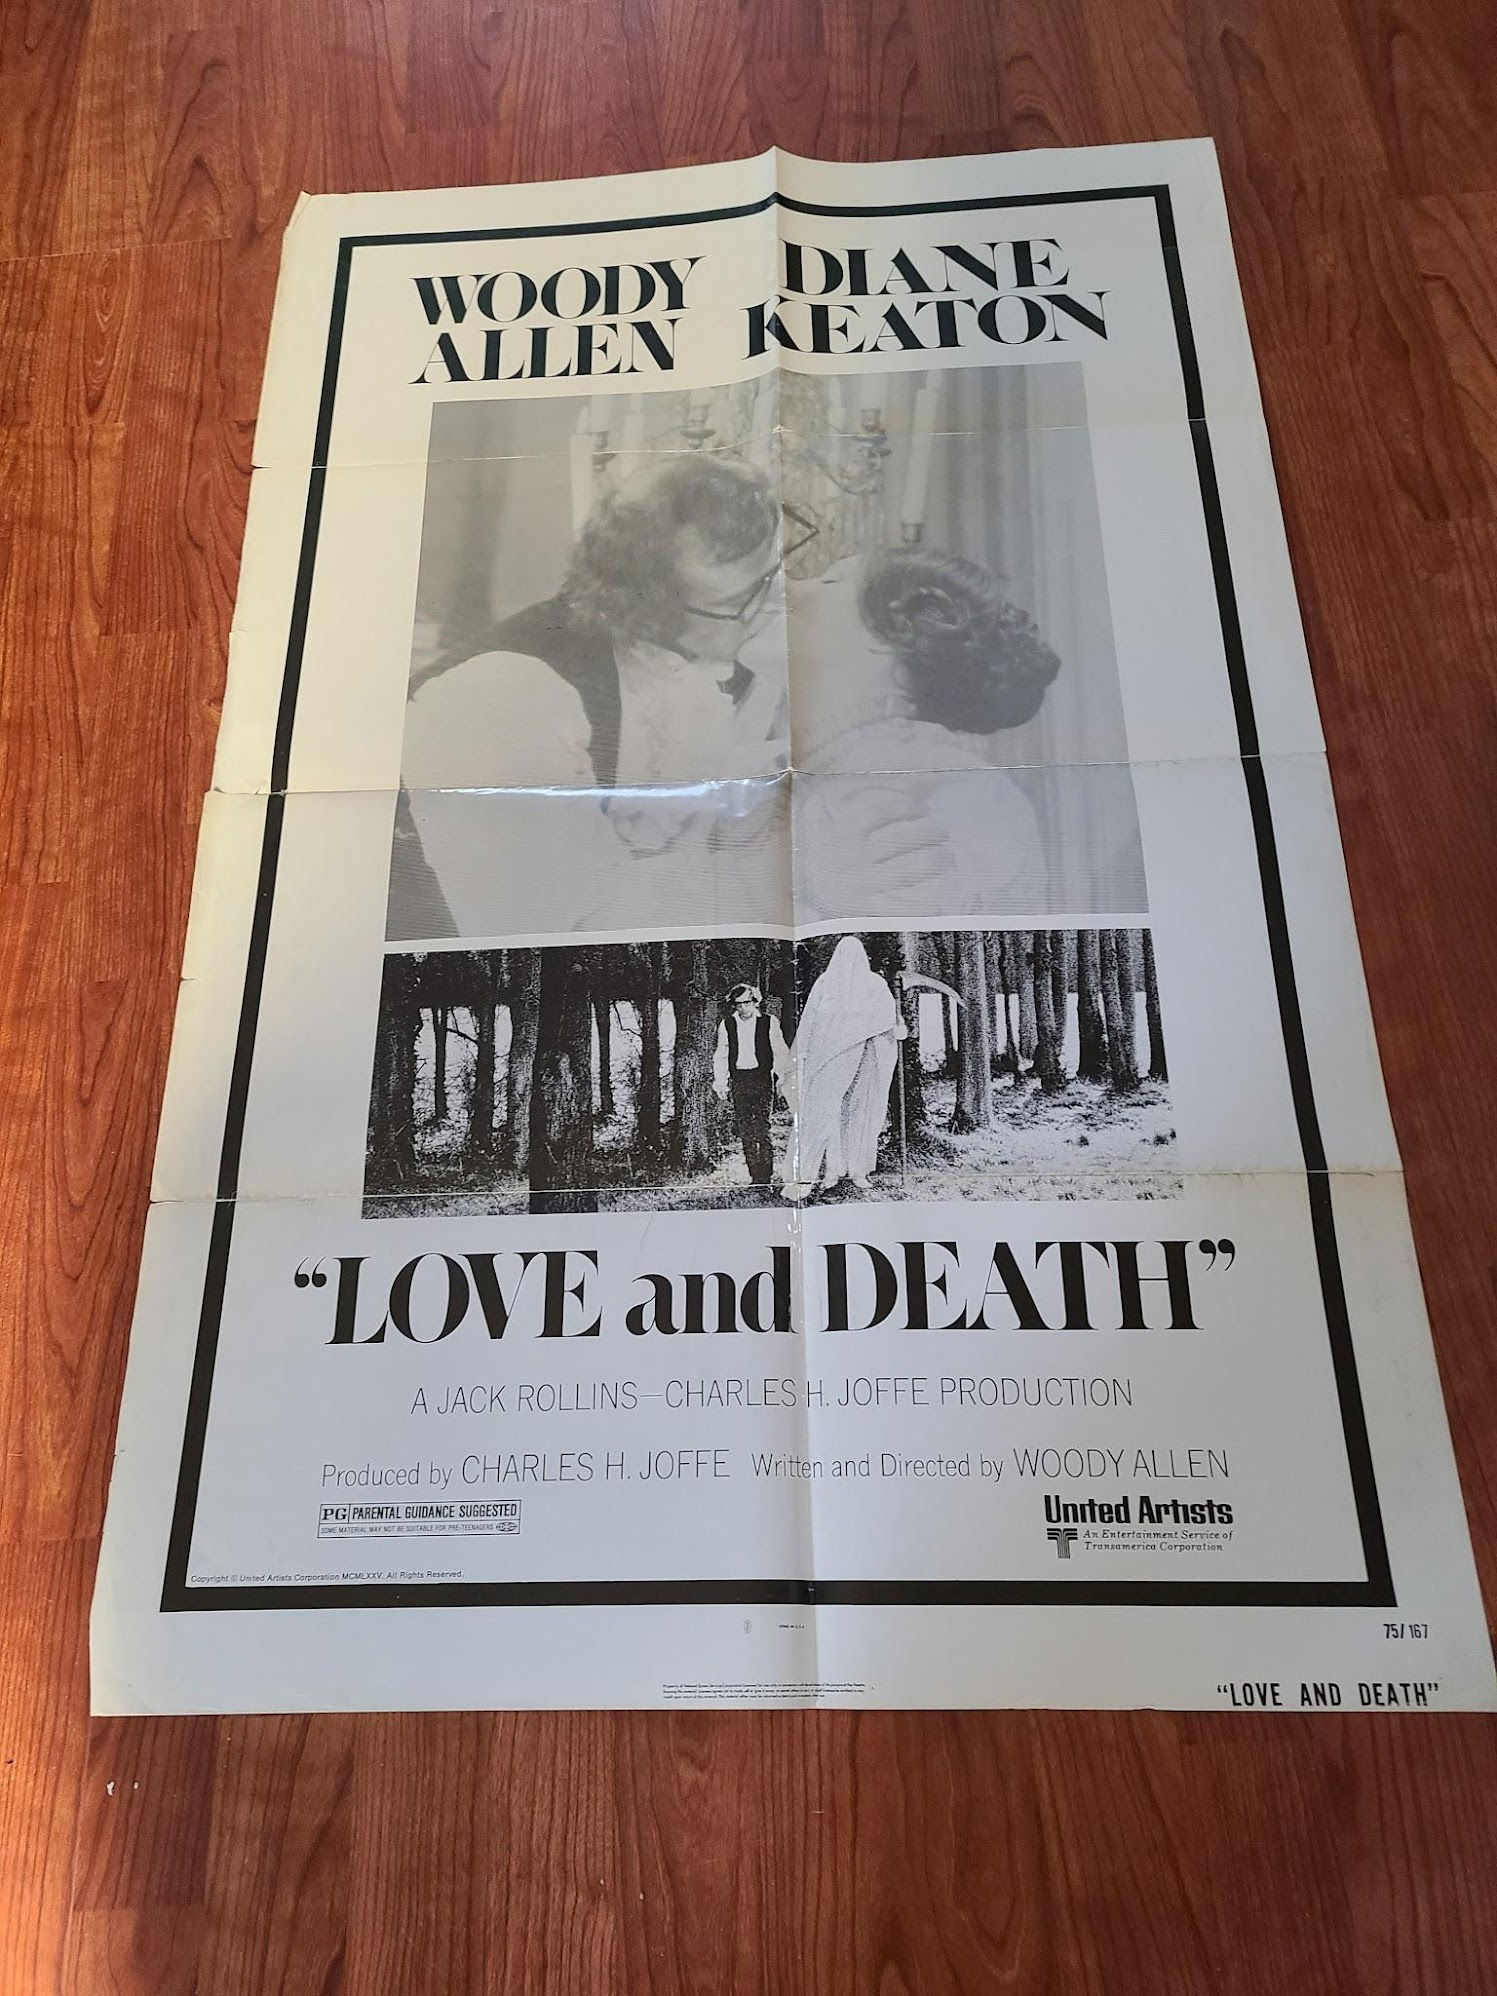 WOODY ALLEN
DIANE KEATON
“LOVE and DEATH”
A JACK ROLLINS—CHARLES H. JOFFE PRODUCTION
Produced by CHARLES H. JOFFE Written and Directed by WOODY ALLEN
PG PARENTAL GUIDANCE SUGGESTED
SOME MATERIAL MAY NOT BE SUITABLE FOR PRE-TEENAGERS
United Artists
An Entertainment Service of
Transamerica Corporation
Copyright © United Artists Corporation MCMLXXV. All Rights Reserved.
75/167
“LOVE AND DEATH”